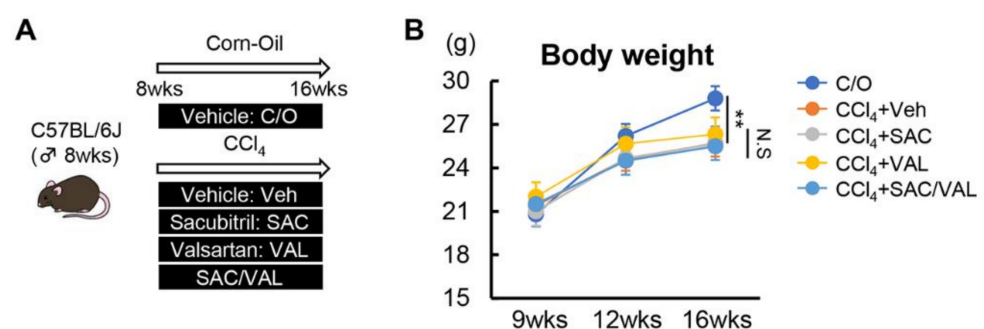 A
Corn-Oil
8wks 16wks
Vehicle: C/O
C57BL/6J
(♂ 8wks)
CCl₄
Vehicle: Veh
Sacubitril: SAC
Valsartan: VAL
SAC/VAL
B
(g)
Body weight
30
27
24
21
18
15
9wks 12wks 16wks
**
N.S
C/O
CCl₄+Veh
CCl₄+SAC
CCl₄+VAL
CCl₄+SAC/VAL